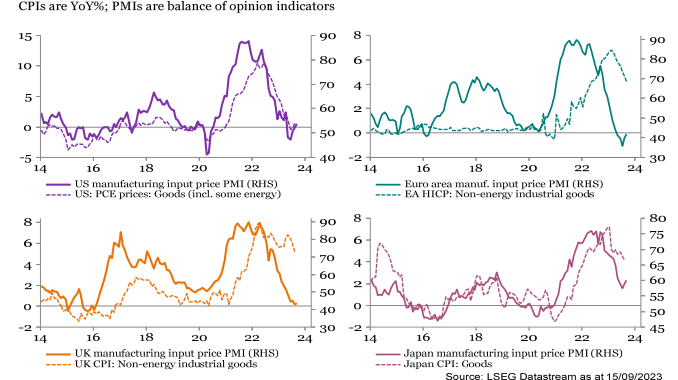 CPIs are YoY%; PMIs are balance of opinion indicators
15 10 5 0 -5
90 80 70 60 50 40 30
14 16 18 20 22 24
US manufacturing input price PMI (RHS)
US: PCE prices: Goods (incl. some energy)
8 6 4 2 0 -2
90 80 70 60 50 40 30
14 16 18 20 22 24
Euro area manuf. input price PMI (RHS)
EA HICP: Non-energy industrial goods
8 6 4 2 0 -2
90 80 70 60 50 40 30
14 16 18 20 22 24
UK manufacturing input price PMI (RHS)
UK CPI: Non-energy industrial goods
8 6 4 2 0 -2
80 75 70 65 60 55 50 45
14 16 18 20 22 24
Japan manufacturing input price PMI (RHS)
Japan CPI: Goods
Source: LSEG Datastream as at 15/09/2023